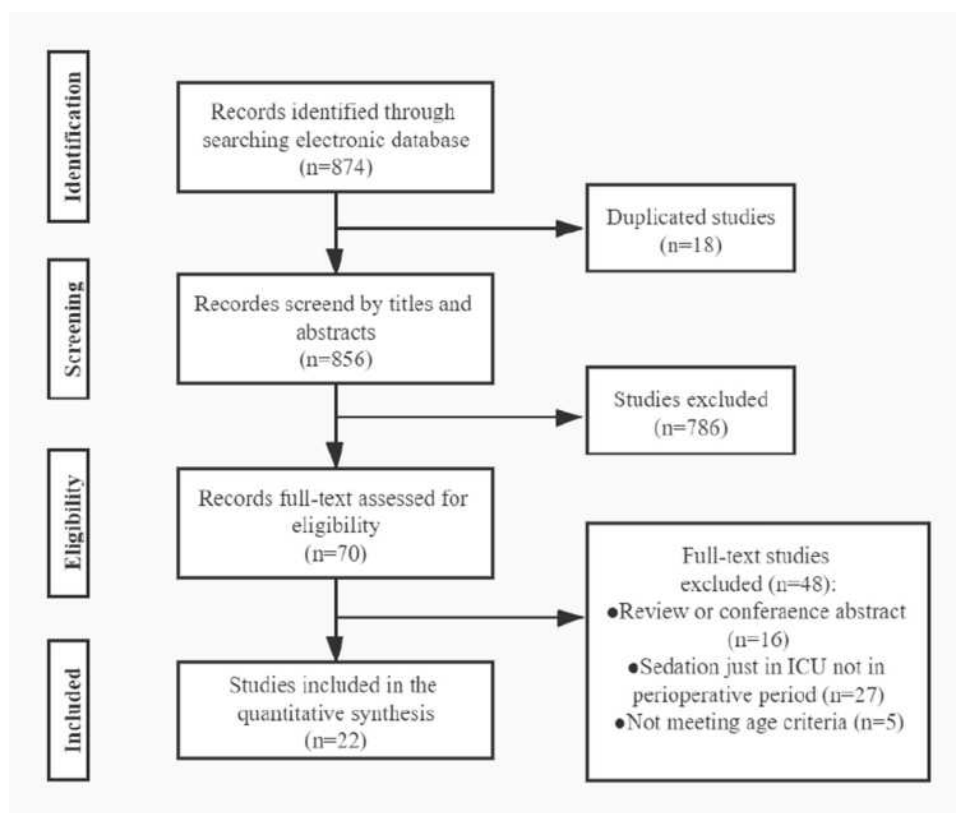 Identification
Records identified through
searching electronic database
(n=874)
Duplicated studies
(n=18)
Screening
Recordes screend by titles and
abstracts
(n=856)
Studies excluded
(n=786)
Eligibility
Records full-text assessed for
eligibility
(n=70)
Full-text studies
excluded (n=48):
●Review or conferaence abstract
(n=16)
●Sedation just in ICU not in
perioperative period (n=27)
●Not meeting age criteria (n=5)
Included
Studies included in the
quantitative synthesis
(n=22)